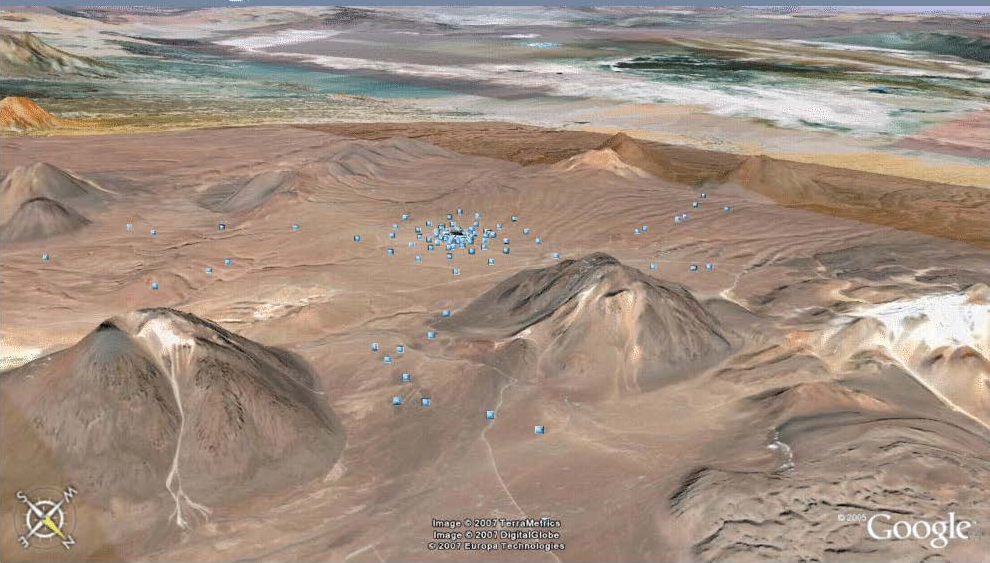 S W
E N
Image © 2007 TerraMetrics
Image © 2007 DigitalGlobe
© 2007 Europa Technologies
© 2005 Google